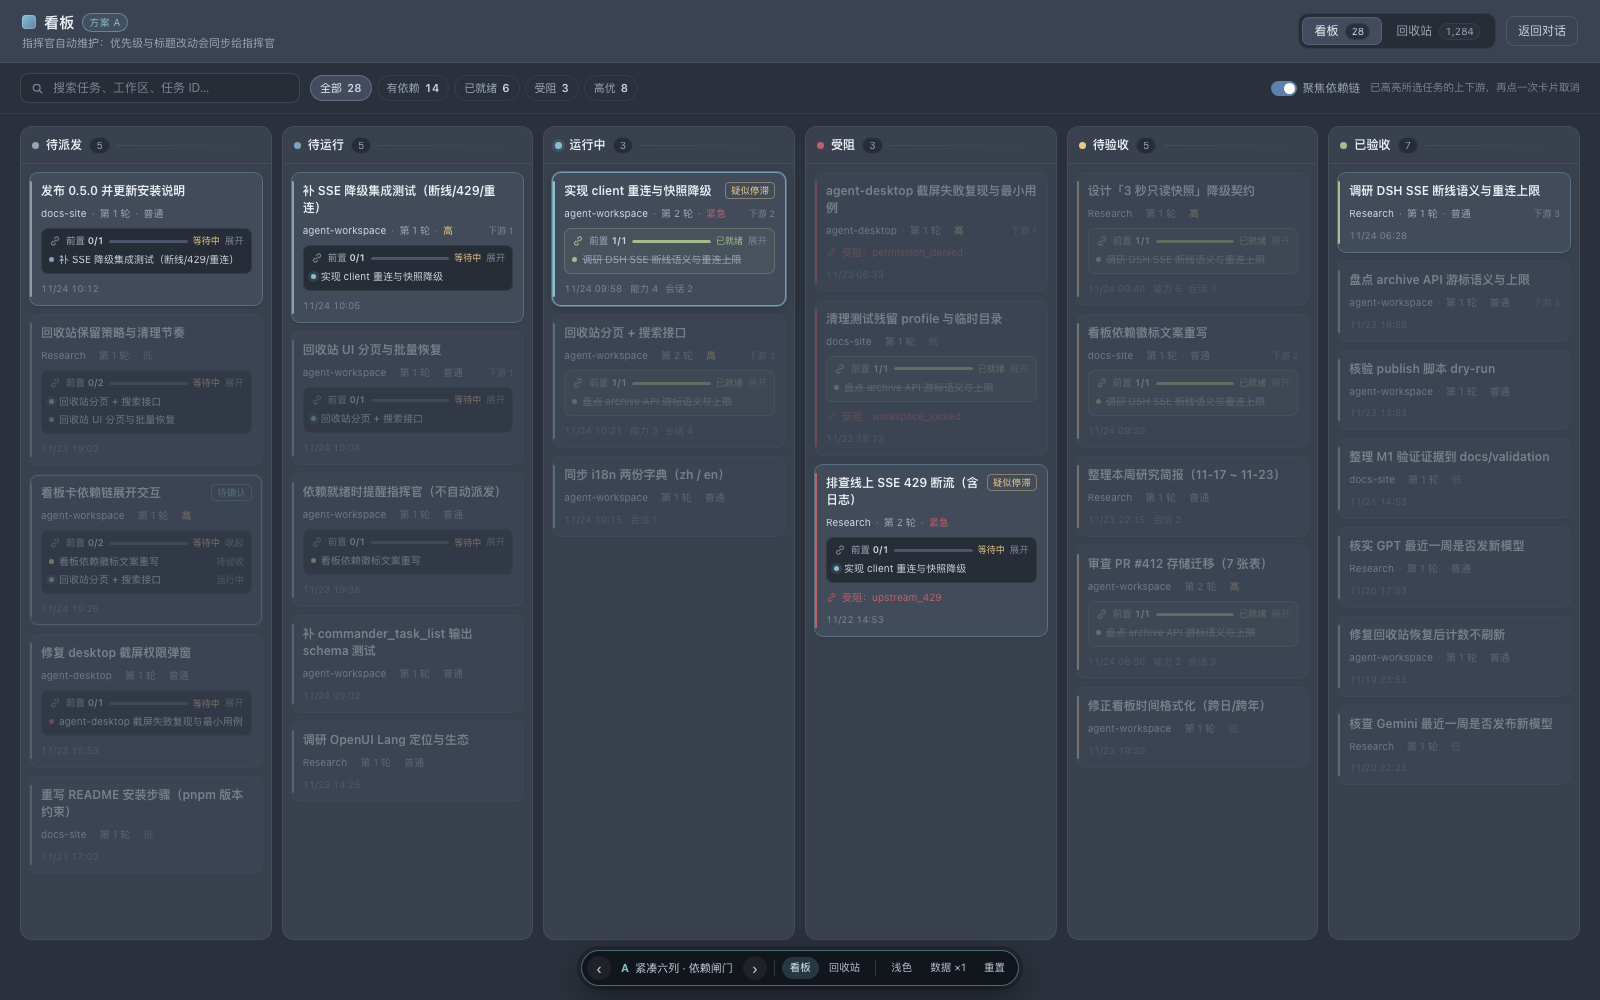 看板 方案 A
指挥官自动维护：优先级与标题改动会同步给指挥官
看板 28 回收站 1,284 返回对话
搜索任务、工作区、任务 ID...
全部 28 有依赖 14 已就绪 6 受阻 3 高优 8
聚焦依赖链 已高亮所选任务的上下游，再点一次卡片取消
待派发 5
发布 0.5.0 并更新安装说明
docs-site · 第 1 轮 · 普通
前置 0/1 等待中 展开
补 SSE 降级集成测试（断线/429/重连）
11/24 10:12
回收站保留策略与清理节奏
Research · 第 1 轮 · 低
前置 0/2 等待中 展开
回收站分页 + 搜索接口
回收站 UI 分页与批量恢复
11/23 19:03
看板卡依赖链展开交互 待确认
agent-workspace · 第 1 轮 · 高
前置 0/2 等待中 收起
看板依赖徽标文案重写 待验收
回收站分页 + 搜索接口 运行中
11/24 10:26
修复 desktop 截屏权限弹窗
agent-desktop · 第 1 轮 · 普通
前置 0/1 等待中 展开
agent-desktop 截屏失败复现与最小用例
11/23 15:53
重写 README 安装步骤（pnpm 版本
约束）
docs-site · 第 1 轮 · 低
11/21 17:03
待运行 5
补 SSE 降级集成测试（断线/429/重
连）
agent-workspace · 第 1 轮 · 高 下游 1
前置 0/1 等待中 展开
实现 client 重连与快照降级
11/24 10:05
回收站 UI 分页与批量恢复
agent-workspace · 第 1 轮 · 普通 下游 1
前置 0/1 等待中 展开
回收站分页 + 搜索接口
11/24 10:04
依赖就绪时提醒指挥官（不自动派发）
agent-workspace · 第 1 轮 · 普通
前置 0/1 等待中 展开
看板依赖徽标文案重写
11/23 19:38
补 commander_task_list 输出
schema 测试
agent-workspace · 第 1 轮 · 普通
11/24 09:02
调研 OpenUI Lang 定位与生态
Research · 第 1 轮 · 普通
11/23 14:25
运行中 3
实现 client 重连与快照降级 疑似停滞
agent-workspace · 第 2 轮 · 紧急 下游 2
前置 1/1 已就绪 展开
调研 DSH SSE 断线语义与重连上限
11/24 09:58 能力 4 会话 2
回收站分页 + 搜索接口
agent-workspace · 第 2 轮 · 高 下游 3
前置 1/1 已就绪 展开
盘点 archive API 游标语义与上限
11/24 10:21 能力 3 会话 4
同步 i18n 两份字典（zh / en）
agent-workspace · 第 1 轮 · 普通
11/24 10:15 会话 1
受阻 3
agent-desktop 截屏失败复现与最小用
例
agent-desktop · 第 1 轮 · 高 下游 1
受阻：permission_denied
11/23 06:33
清理测试残留 profile 与临时目录
docs-site · 第 1 轮 · 低
前置 1/1 已就绪 展开
盘点 archive API 游标语义与上限
受阻：workspace_locked
11/22 18:13
排查线上 SSE 429 断流（含 疑似停滞
日志）
Research · 第 2 轮 · 紧急
前置 0/1 等待中 展开
实现 client 重连与快照降级
受阻：upstream_429
11/22 14:53
待验收 5
设计「3 秒只读快照」降级契约
Research · 第 1 轮 · 高
前置 1/1 已就绪 展开
调研 DSH SSE 断线语义与重连上限
11/24 09:40 能力 5 会话 3
看板依赖徽标文案重写
docs-site · 第 1 轮 · 普通 下游 2
前置 1/1 已就绪 展开
调研 DSH SSE 断线语义与重连上限
11/24 09:20
整理本周研究简报（11-17 ~ 11-23）
Research · 第 1 轮 · 普通
11/23 22:15 会话 2
审查 PR #412 存储迁移（7 张表）
agent-workspace · 第 2 轮 · 高
前置 1/1 已就绪 展开
盘点 archive API 游标语义与上限
11/24 08:50 能力 2 会话 3
修正看板时间格式化（跨日/跨年）
agent-workspace · 第 1 轮 · 低
11/23 19:20
已验收 7
调研 DSH SSE 断线语义与重连上限
Research · 第 1 轮 · 普通 下游 3
11/24 06:28
盘点 archive API 游标语义与上限
agent-workspace · 第 1 轮 · 普通 下游 3
11/23 19:58
核验 publish 脚本 dry-run
agent-workspace · 第 1 轮 · 普通
11/23 13:53
整理 M1 验证证据到 docs/validation
docs-site · 第 1 轮 · 低
11/21 14:53
核实 GPT 最近一周是否发新模型
Research · 第 1 轮 · 普通
11/20 17:53
修复回收站恢复后计数不刷新
agent-workspace · 第 1 轮 · 普通
11/19 23:53
核查 Gemini 最近一周是否发布新模型
Research · 第 1 轮 · 低
11/20 22:23
‹ A 紧凑六列 · 依赖闸门 › 看板 回收站 浅色 数据 ×1 重置